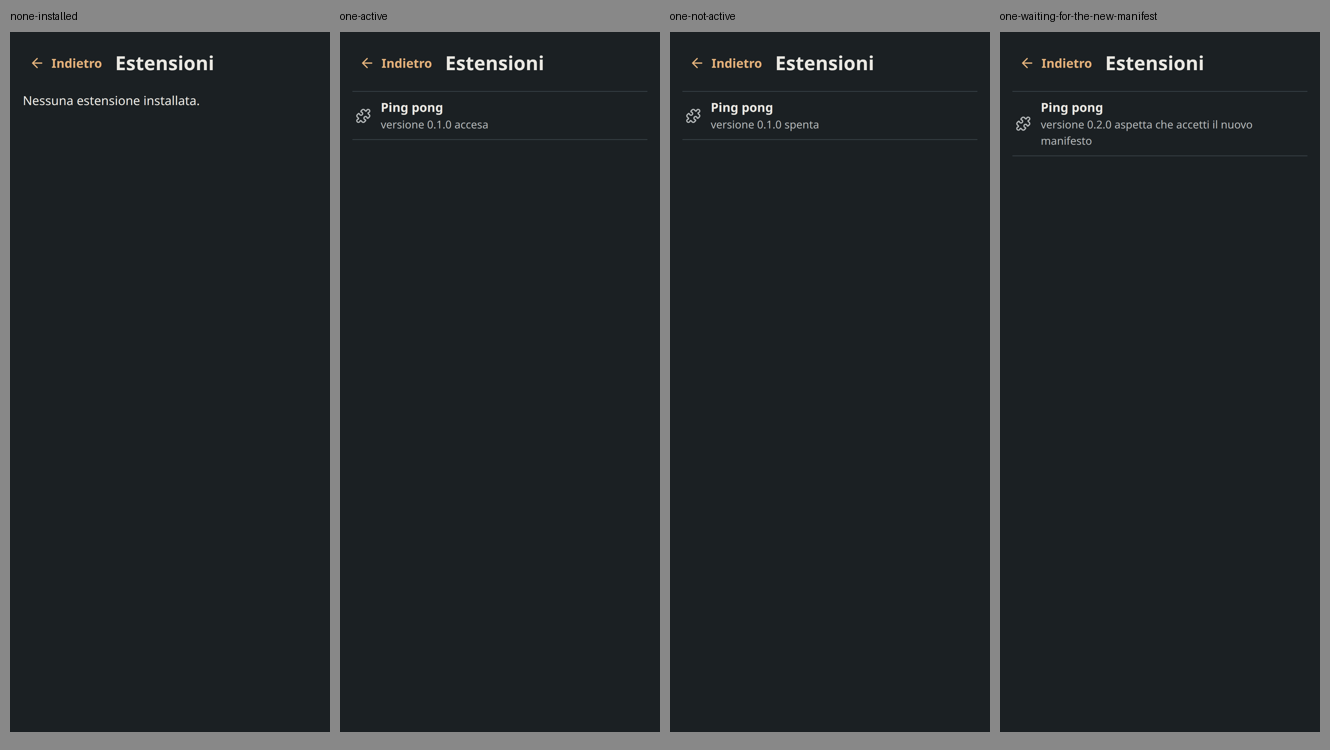 none-installed
← Indietro Estensioni
Nessuna estensione installata.
one-active
← Indietro Estensioni
Ping pong
versione 0.1.0 accesa
one-not-active
← Indietro Estensioni
Ping pong
versione 0.1.0 spenta
one-waiting-for-the-new-manifest
← Indietro Estensioni
Ping pong
versione 0.2.0 aspetta che accetti il nuovo
manifesto